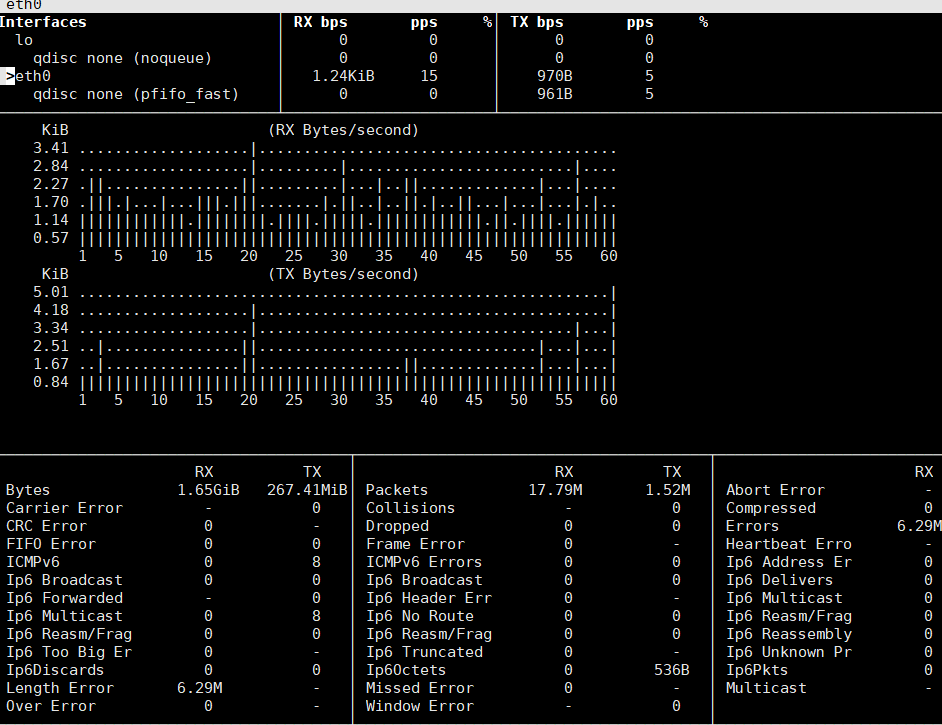 eth0
Interfaces RX bps pps % TX bps pps %
lo 0 0 0 0
qdisc none (noqueue) 0 0 0 0
>eth0 1.24KiB 15 970B 5
qdisc none (pfifo_fast) 0 0 961B 5
KiB (RX Bytes/second)
3.41
2.84
2.27
1.70
1.14
0.57
1 5 10 15 20 25 30 35 40 45 50 55 60
KiB (TX Bytes/second)
5.01
4.18
3.34
2.51
1.67
0.84
1 5 10 15 20 25 30 35 40 45 50 55 60
RX TX RX TX RX
Bytes 1.65GiB 267.41MiB Packets 17.79M 1.52M Abort Error -
Carrier Error - 0 Collisions - 0 Compressed 0
CRC Error 0 - Dropped 0 0 Errors 6.29M
FIFO Error 0 0 Frame Error 0 - Heartbeat Erro -
ICMPv6 0 8 ICMPv6 Errors 0 0 Ip6 Address Er 0
Ip6 Broadcast 0 0 Ip6 Broadcast 0 0 Ip6 Delivers 0
Ip6 Forwarded - 0 Ip6 Header Err 0 - Ip6 Multicast 0
Ip6 Multicast 0 8 Ip6 No Route 0 0 Ip6 Reasm/Frag 0
Ip6 Reasm/Frag 0 0 Ip6 Reasm/Frag 0 0 Ip6 Reassembly 0
Ip6 Too Big Er 0 - Ip6 Truncated 0 - Ip6 Unknown Pr 0
Ip6Discards 0 0 Ip6Octets 0 536B Ip6Pkts 0
Length Error 6.29M - Missed Error 0 - Multicast -
Over Error 0 - Window Error - 0